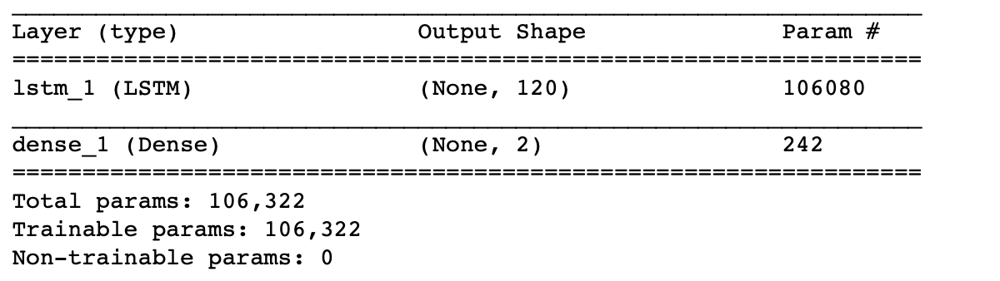 Layer (type) Output Shape Param #
=================================================================
lstm_1 (LSTM) (None, 120) 106080
_________________________________________________________________
dense_1 (Dense) (None, 2) 242
=================================================================
Total params: 106,322
Trainable params: 106,322
Non-trainable params: 0